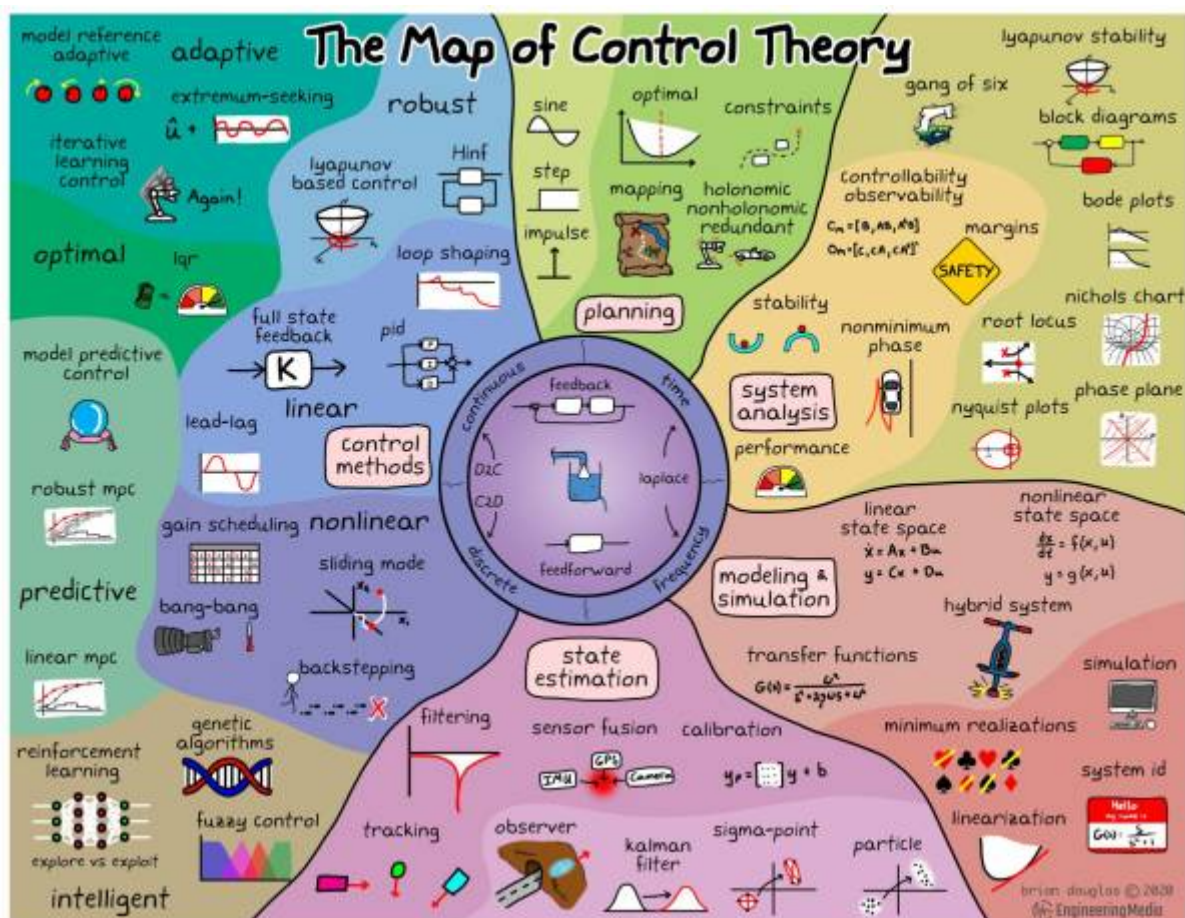 The Map of Control Theory
model reference
adaptive
adaptive
extremum-seeking
û +
iterative
learning
control
Again!
robust
Hinf
lyapunov
based control
loop shaping
optimal
lqr
full state
feedback
K
pid
linear
lead-lag
control
methods
model predictive
control
robust mpc
predictive
linear mpc
gain scheduling
nonlinear
sliding mode
bang-bang
backstepping
X
reinforcement
learning
explore vs exploit
genetic
algorithms
fuzzy control
intelligent
sine
step
impulse
optimal
constraints
mapping
holonomic
nonholonomic
redundant
planning
continuous
time
discrete
frequency
feedback
D2C
C2D
laplace
feedforward
lyapunov stability
gang of six
block diagrams
controllability
observability
margins
SAFETY
bode plots
stability
nonminimum
phase
root locus
nichols chart
system
analysis
nyquist plots
phase plane
performance
linear
state space
ẋ = Ax + Bu
y = Cx + Du
nonlinear
state space
dx/dt = f(x, u)
y = g(x, u)
modeling &
simulation
hybrid system
transfer functions
simulation
minimum realizations
system id
Hello
linearization
state
estimation
filtering
sensor fusion
GPS
IMU
Camera
calibration
tracking
observer
kalman
filter
sigma-point
particle
brian douglas © 2020
EngineeringMedia